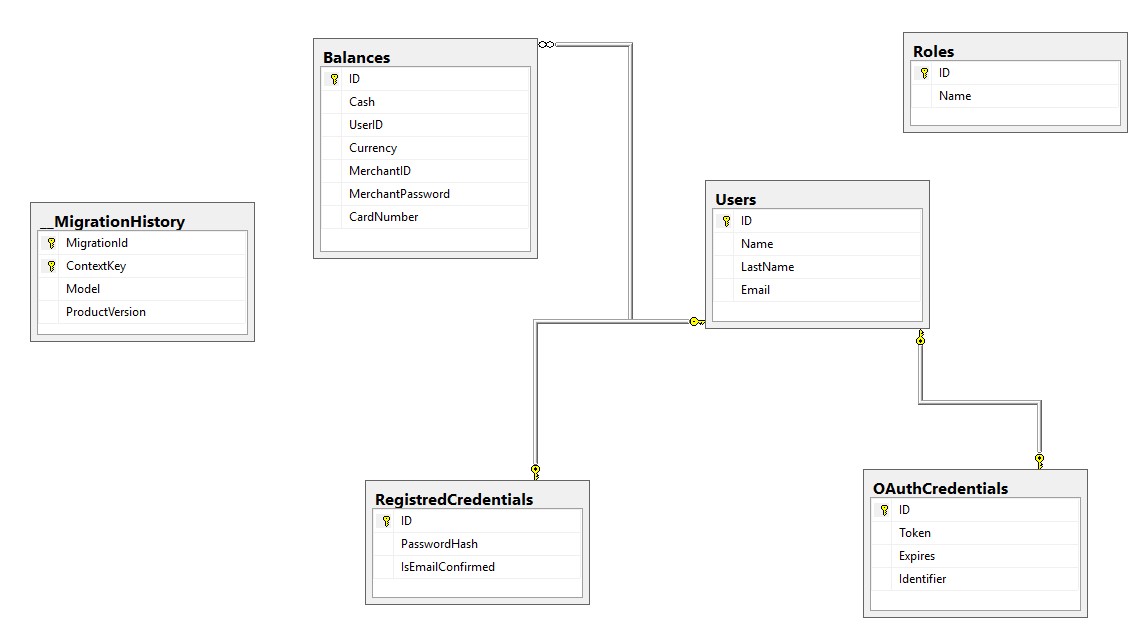 Balances
ID
Cash
UserID
Currency
MerchantID
MerchantPassword
CardNumber
Roles
ID
Name
__MigrationHistory
MigrationId
ContextKey
Model
ProductVersion
Users
ID
Name
LastName
Email
RegistredCredentials
ID
PasswordHash
IsEmailConfirmed
OAuthCredentials
ID
Token
Expires
Identifier